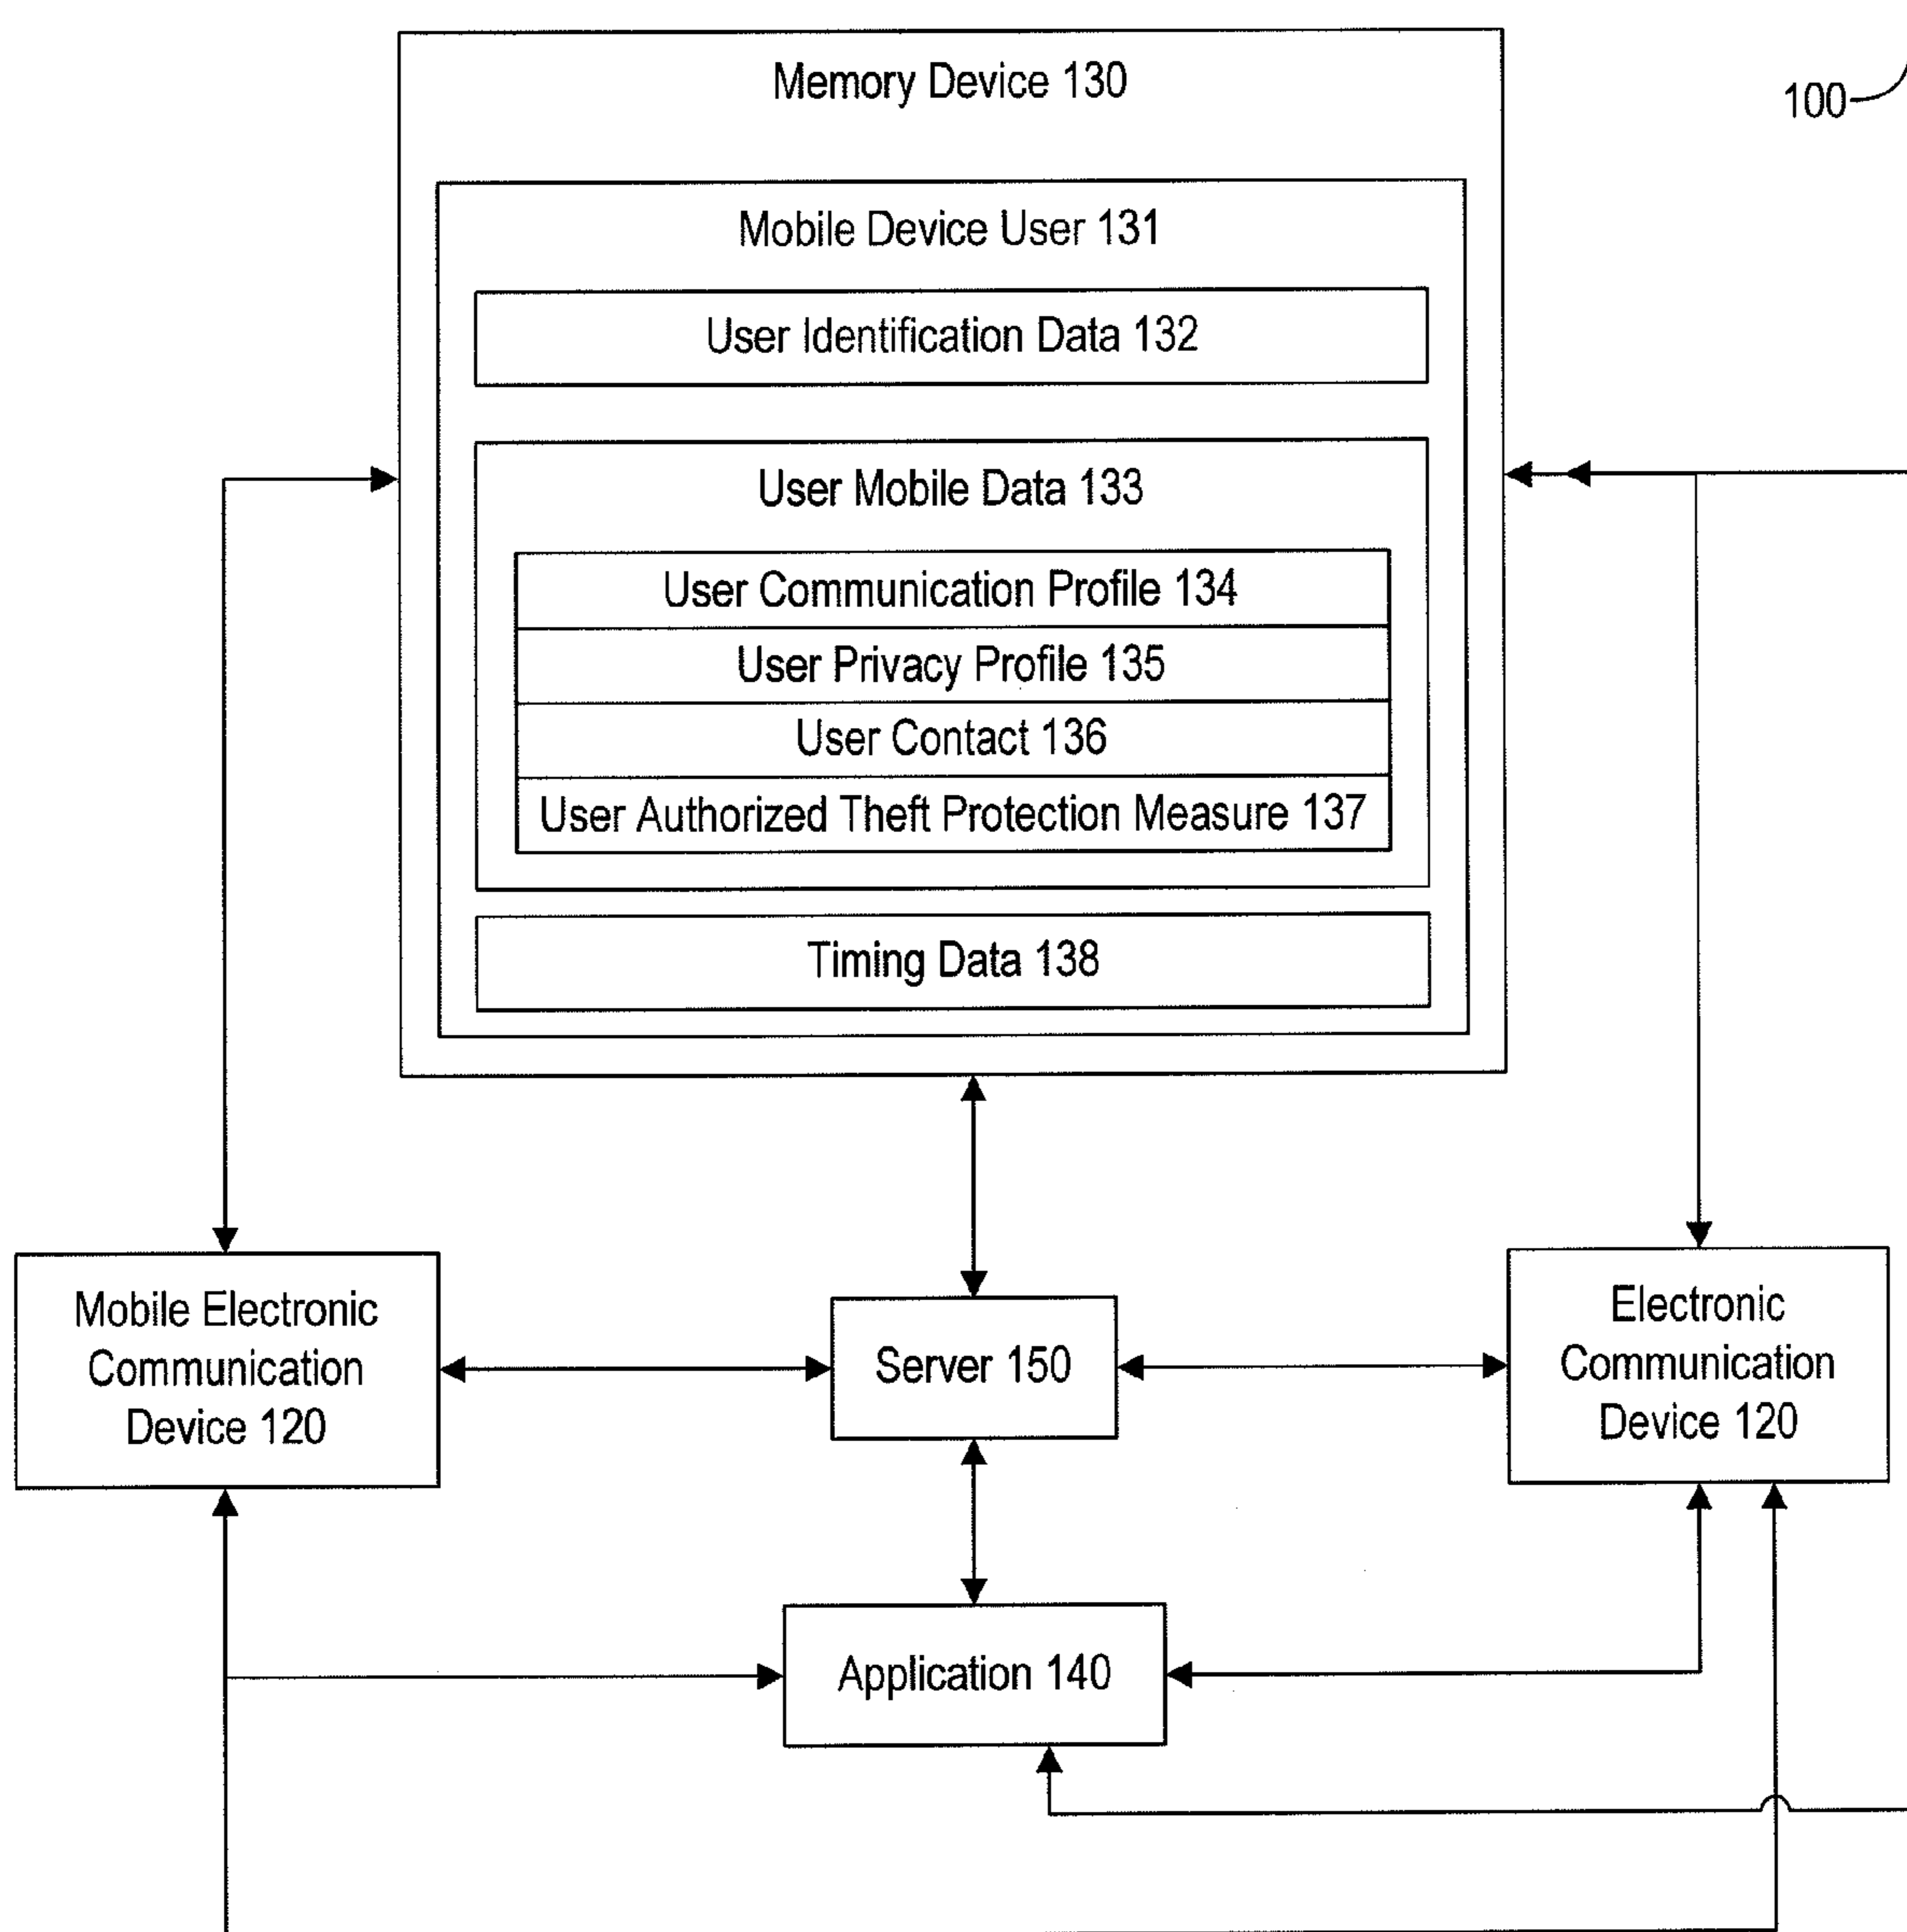 Memory Device 130
100
Mobile Device User 131
User Identification Data 132
User Mobile Data 133
User Communication Profile 134
User Privacy Profile 135
User Contact 136
User Authorized Theft Protection Measure 137
Timing Data 138
Mobile Electronic
Communication
Device 120
Server 150
Electronic
Communication
Device 120
Application 140